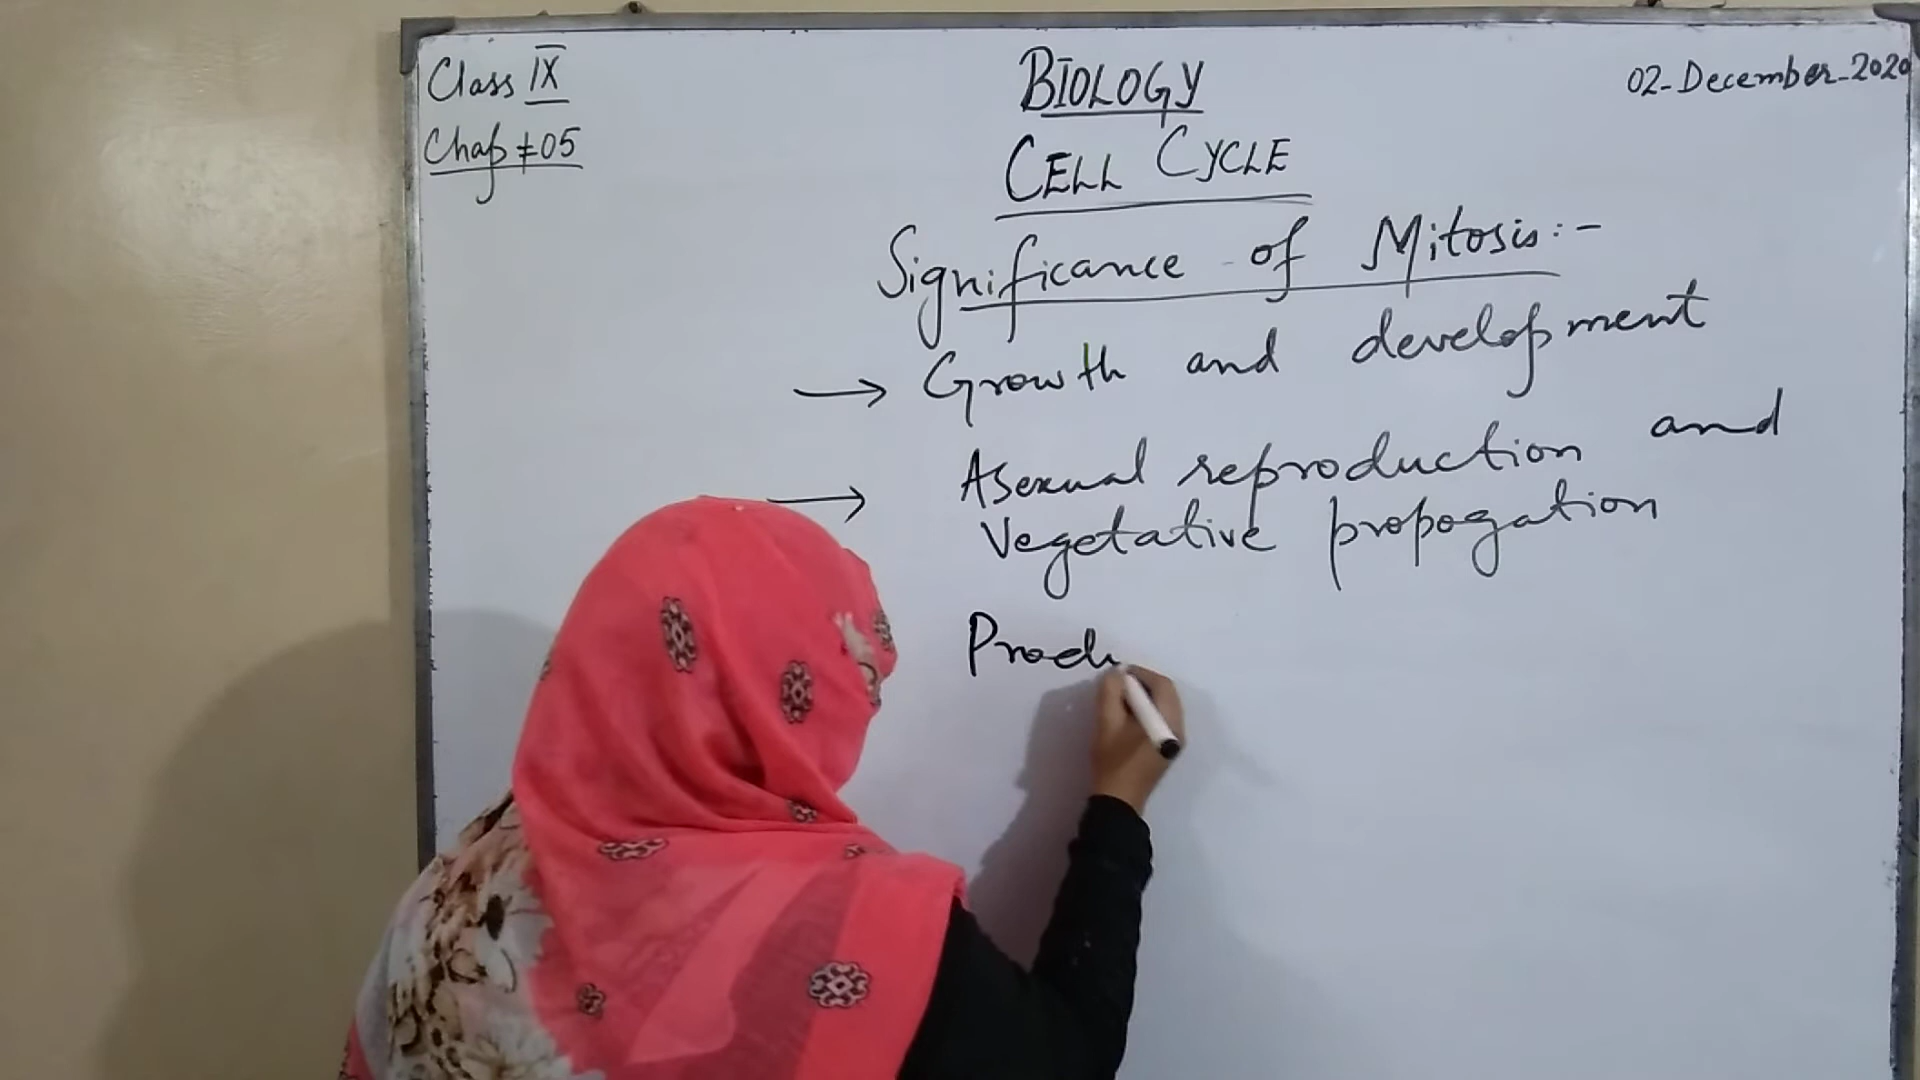 Class IX
Chap # 05
BIOLOGY
02-December-2020
CELL CYCLE
Significance of Mitosis:-
→ Growth and development
→ Asexual reproduction and
Vegetative propogation
Produ